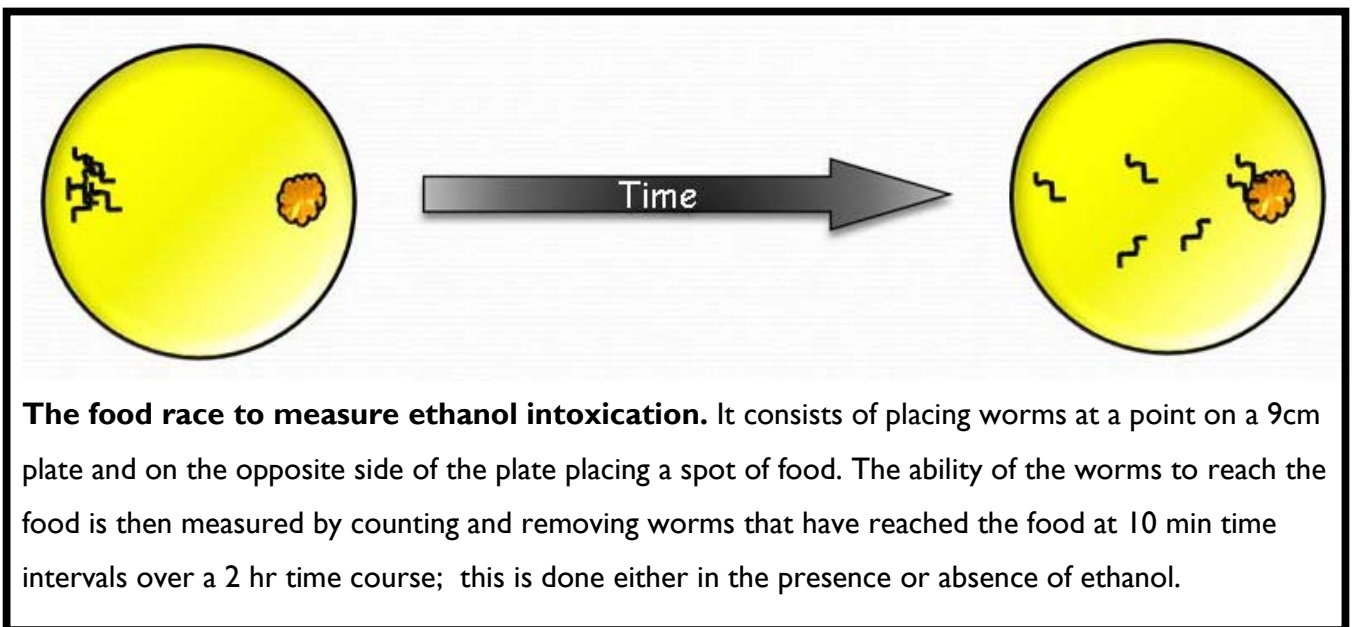 Time
The food race to measure ethanol intoxication. It consists of placing worms at a point on a 9cm
plate and on the opposite side of the plate placing a spot of food. The ability of the worms to reach the
food is then measured by counting and removing worms that have reached the food at 10 min time
intervals over a 2 hr time course;  this is done either in the presence or absence of ethanol.